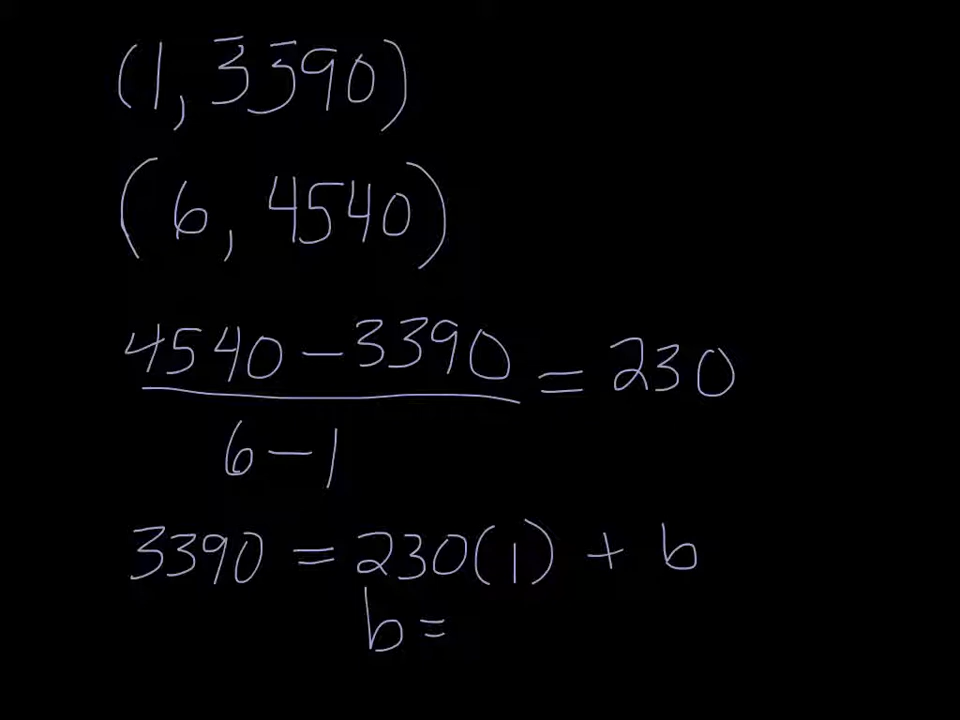 (1, 3390)
(6, 4540)
4540 - 3390 = 230
6 - 1
3390 = 230(1) + b
b =